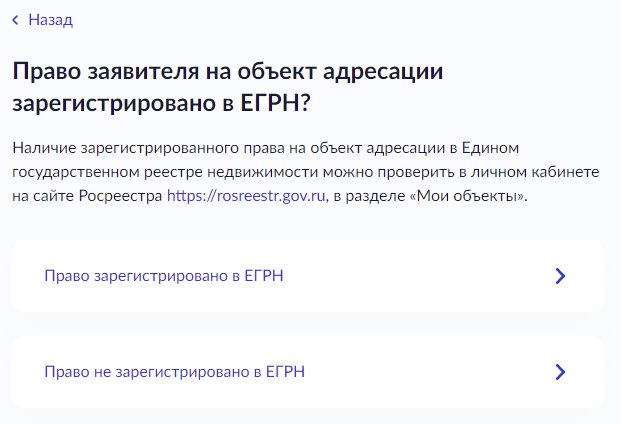 Назад
Право заявителя на объект адресации
зарегистрировано в ЕГРН?
Наличие зарегистрированного права на объект адресации в Едином
государственном реестре недвижимости можно проверить в личном кабинете
на сайте Росреестра https://rosreestr.gov.ru, в разделе «Мои объекты».
Право зарегистрировано в ЕГРН
Право не зарегистрировано в ЕГРН